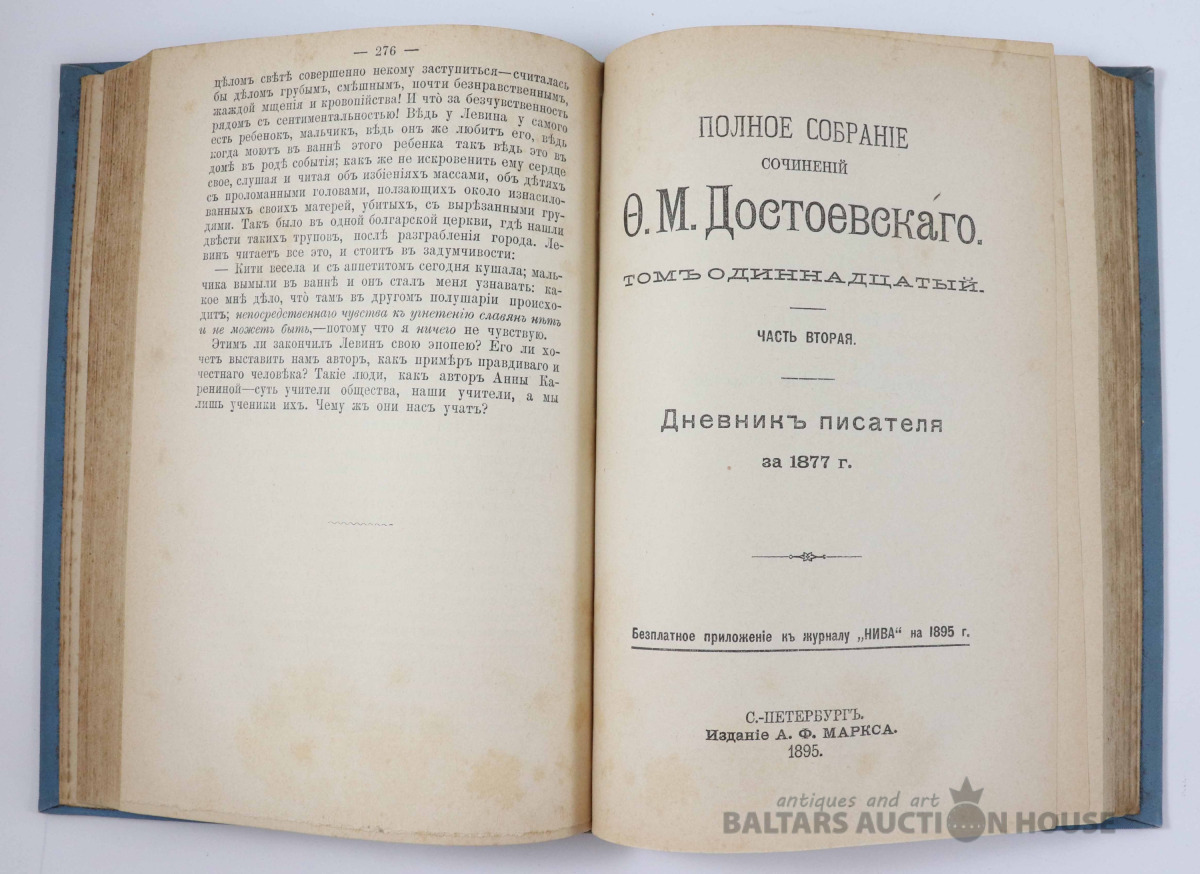 — 276 —
цѣломъ свѣтѣ совершенно некому заступиться—считалась
бы дѣломъ грубымъ, смѣшнымъ, почти безнравственнымъ,
жаждой мщенія и кровопійства! И что̀ за безчувственность
рядомъ съ сентиментальностью! Вѣдь у Левина у самого
есть ребенокъ, мальчикъ, вѣдь онъ же любитъ его, вѣдь
когда моютъ въ ваннѣ этого ребенка такъ вѣдь это въ
домѣ въ родѣ событія; какъ же не искровенить ему сердце
свое, слушая и читая объ избіеніяхъ массами, объ дѣтяхъ
съ проломанными головами, ползающихъ около изнасило-
ванныхъ своихъ матерей, убитыхъ, съ вырѣзанными гру-
дями. Такъ было въ одной болгарской церкви, гдѣ нашли
двѣсти такихъ труповъ, послѣ разграбленія города. Ле-
винъ читаетъ все это, и стоитъ въ задумчивости:
— Кити весела и съ аппетитомъ сегодня кушала; маль-
чика вымыли въ ваннѣ и онъ сталъ меня узнавать: ка-
кое мнѣ дѣло, что̀ тамъ въ другомъ полушаріи происхо-
дитъ; непосредственнаго чувства къ угнетенію славянъ нѣтъ
и не можетъ быть,—потому что я ничего не чувствую.
Этимъ ли закончилъ Левинъ свою эпопею? Его ли хо-
четъ выставить намъ авторъ, какъ примѣръ правдиваго и
честнаго человѣка? Такіе люди, какъ авторъ Анны Ка-
рениной—суть учители общества, наши учители, а мы
лишь ученики ихъ. Чему жъ они насъ учатъ?
ПОЛНОЕ СОБРАНІЕ
СОЧИНЕНІЙ
Ѳ. М. Достоевскаго.
ТОМЪ ОДИННАДЦАТЫЙ.
ЧАСТЬ ВТОРАЯ.
Дневникъ писателя
за 1877 г.
Безплатное приложеніе къ журналу „НИВА“ на 1895 г.
С.-ПЕТЕРБУРГЪ.
Изданіе А. Ф. МАРКСА.
1895.
antiques and art
BALTARS AUCTION HOUSE